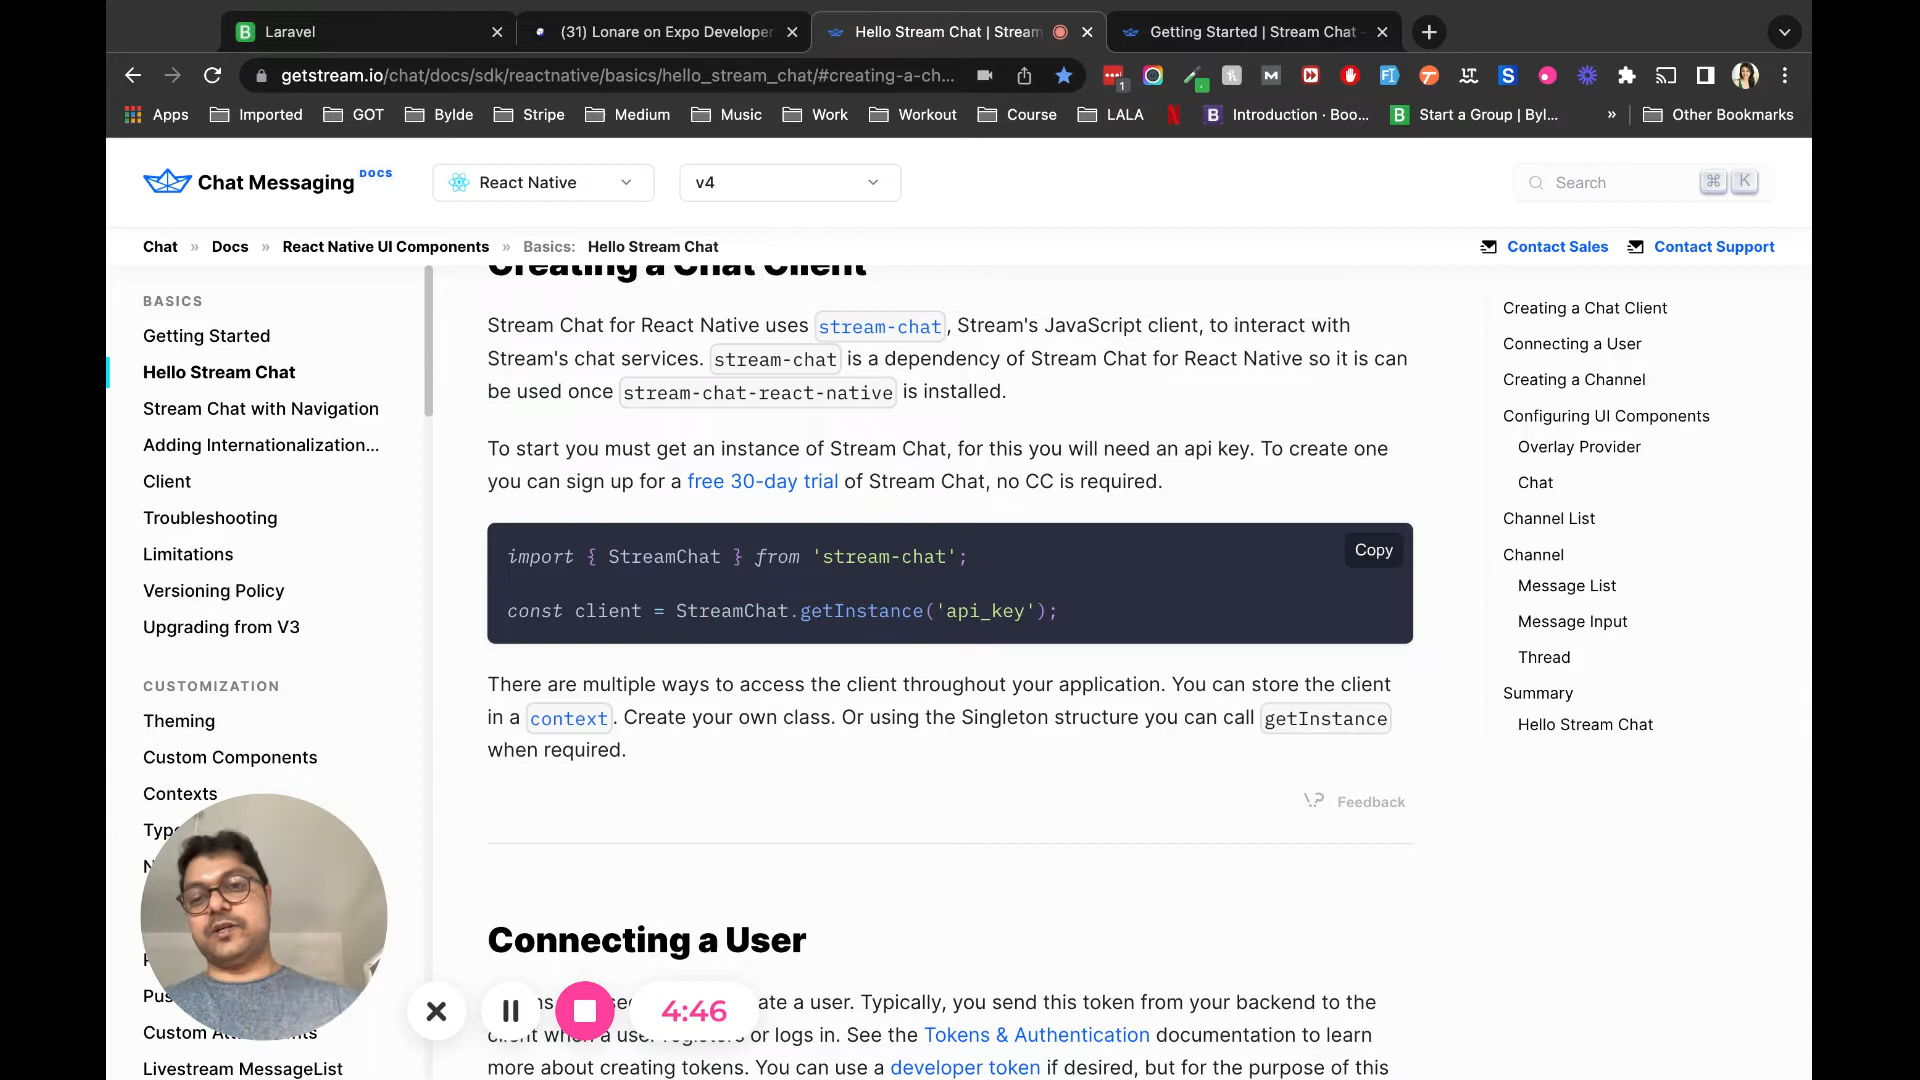 Laravel
(31) Lonare on Expo Developer
Hello Stream Chat | Stream
Getting Started | Stream Chat
getstream.io/chat/docs/sdk/reactnative/basics/hello_stream_chat/#creating-a-ch...
Apps
Imported
GOT
Bylde
Stripe
Medium
Music
Work
Workout
Course
LALA
Introduction · Boo...
Start a Group | Byl...
»
Other Bookmarks
Chat Messaging DOCS
React Native
v4
Search
⌘ K
Chat » Docs » React Native UI Components » Basics: Hello Stream Chat
Contact Sales
Contact Support
BASICS
Getting Started
Hello Stream Chat
Stream Chat with Navigation
Adding Internationalization...
Client
Troubleshooting
Limitations
Versioning Policy
Upgrading from V3
CUSTOMIZATION
Theming
Custom Components
Contexts
Custom
Livestream MessageList
Creating a Chat Client
Stream Chat for React Native uses stream-chat, Stream's JavaScript client, to interact with
Stream's chat services. stream-chat is a dependency of Stream Chat for React Native so it is can
be used once stream-chat-react-native is installed.
To start you must get an instance of Stream Chat, for this you will need an api key. To create one
you can sign up for a free 30-day trial of Stream Chat, no CC is required.
import { StreamChat } from 'stream-chat';
const client = StreamChat.getInstance('api_key');
Copy
There are multiple ways to access the client throughout your application. You can store the client
in a context. Create your own class. Or using the Singleton structure you can call getInstance
when required.
Feedback
Connecting a User
a user. Typically, you send this token from your backend to the
client when a user registers or logs in. See the Tokens & Authentication documentation to learn
more about creating tokens. You can use a developer token if desired, but for the purpose of this
4:46
Creating a Chat Client
Connecting a User
Creating a Channel
Configuring UI Components
Overlay Provider
Chat
Channel List
Channel
Message List
Message Input
Thread
Summary
Hello Stream Chat